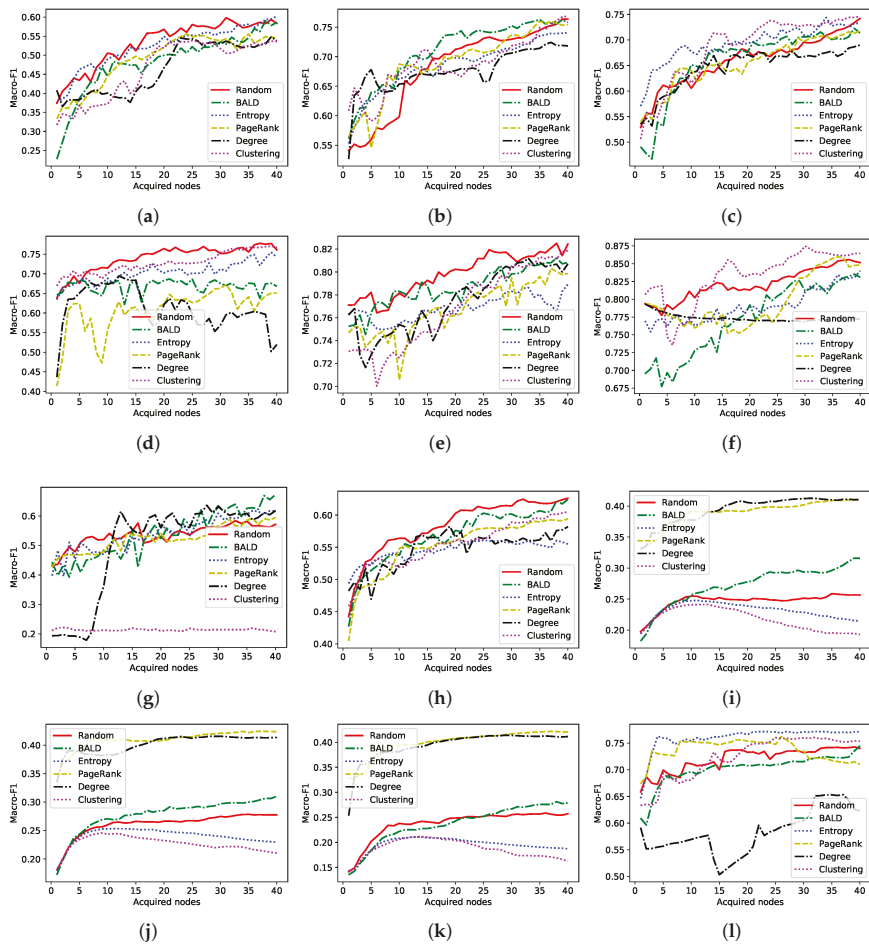 0.60
0.55
0.50
0.45
0.40
0.35
0.30
0.25
Macro-F1
Random
BALD
Entropy
PageRank
Degree
Clustering
0 5 10 15 20 25 30 35 40
Acquired nodes
(a)
0.75
0.70
0.65
0.60
0.55
Macro-F1
Random
BALD
Entropy
PageRank
Degree
Clustering
0 5 10 15 20 25 30 35 40
Acquired nodes
(b)
0.75
0.70
0.65
0.60
0.55
0.50
Macro-F1
Random
BALD
Entropy
PageRank
Degree
Clustering
0 5 10 15 20 25 30 35 40
Acquired nodes
(c)
0.75
0.70
0.65
0.60
0.55
0.50
0.45
0.40
Macro-F1
Random
BALD
Entropy
PageRank
Degree
Clustering
0 5 10 15 20 25 30 35 40
Acquired nodes
(d)
0.82
0.80
0.78
0.76
0.74
0.72
0.70
Macro-F1
Random
BALD
Entropy
PageRank
Degree
Clustering
0 5 10 15 20 25 30 35 40
Acquired nodes
(e)
0.875
0.850
0.825
0.800
0.775
0.750
0.725
0.700
0.675
Macro-F1
Random
BALD
Entropy
PageRank
Degree
Clustering
0 5 10 15 20 25 30 35 40
Acquired nodes
(f)
0.6
0.5
0.4
0.3
0.2
Macro-F1
Random
BALD
Entropy
PageRank
Degree
Clustering
0 5 10 15 20 25 30 35 40
Acquired nodes
(g)
0.60
0.55
0.50
0.45
0.40
Macro-F1
Random
BALD
Entropy
PageRank
Degree
Clustering
0 5 10 15 20 25 30 35 40
Acquired nodes
(h)
0.40
0.35
0.30
0.25
0.20
Macro-F1
Random
BALD
Entropy
PageRank
Degree
Clustering
0 5 10 15 20 25 30 35 40
Acquired nodes
(i)
0.40
0.35
0.30
0.25
0.20
Macro-F1
Random
BALD
Entropy
PageRank
Degree
Clustering
0 5 10 15 20 25 30 35 40
Acquired nodes
(j)
0.40
0.35
0.30
0.25
0.20
0.15
Macro-F1
Random
BALD
Entropy
PageRank
Degree
Clustering
0 5 10 15 20 25 30 35 40
Acquired nodes
(k)
0.75
0.70
0.65
0.60
0.55
0.50
Macro-F1
Random
BALD
Entropy
PageRank
Degree
Clustering
0 5 10 15 20 25 30 35 40
Acquired nodes
(l)